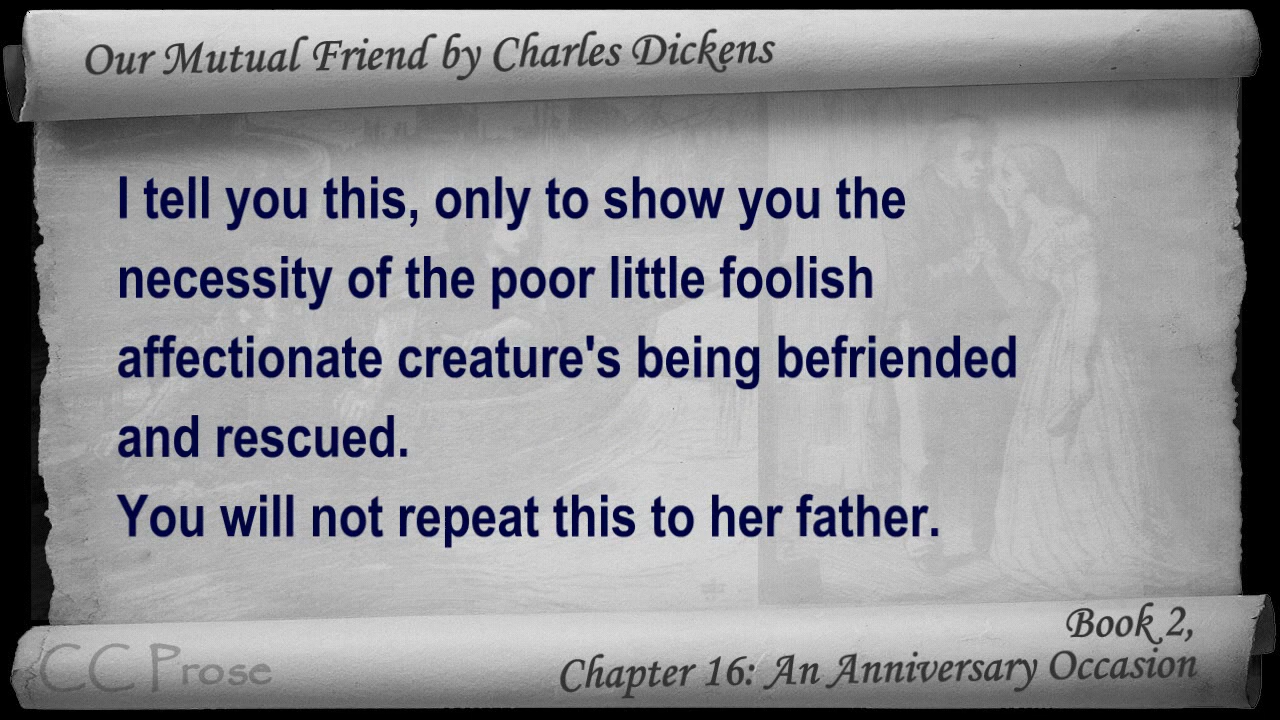 Our Mutual Friend by Charles Dickens
I tell you this, only to show you the
necessity of the poor little foolish
affectionate creature's being befriended
and rescued.
You will not repeat this to her father.
Book 2,
Chapter 16: An Anniversary Occasion
CC Prose